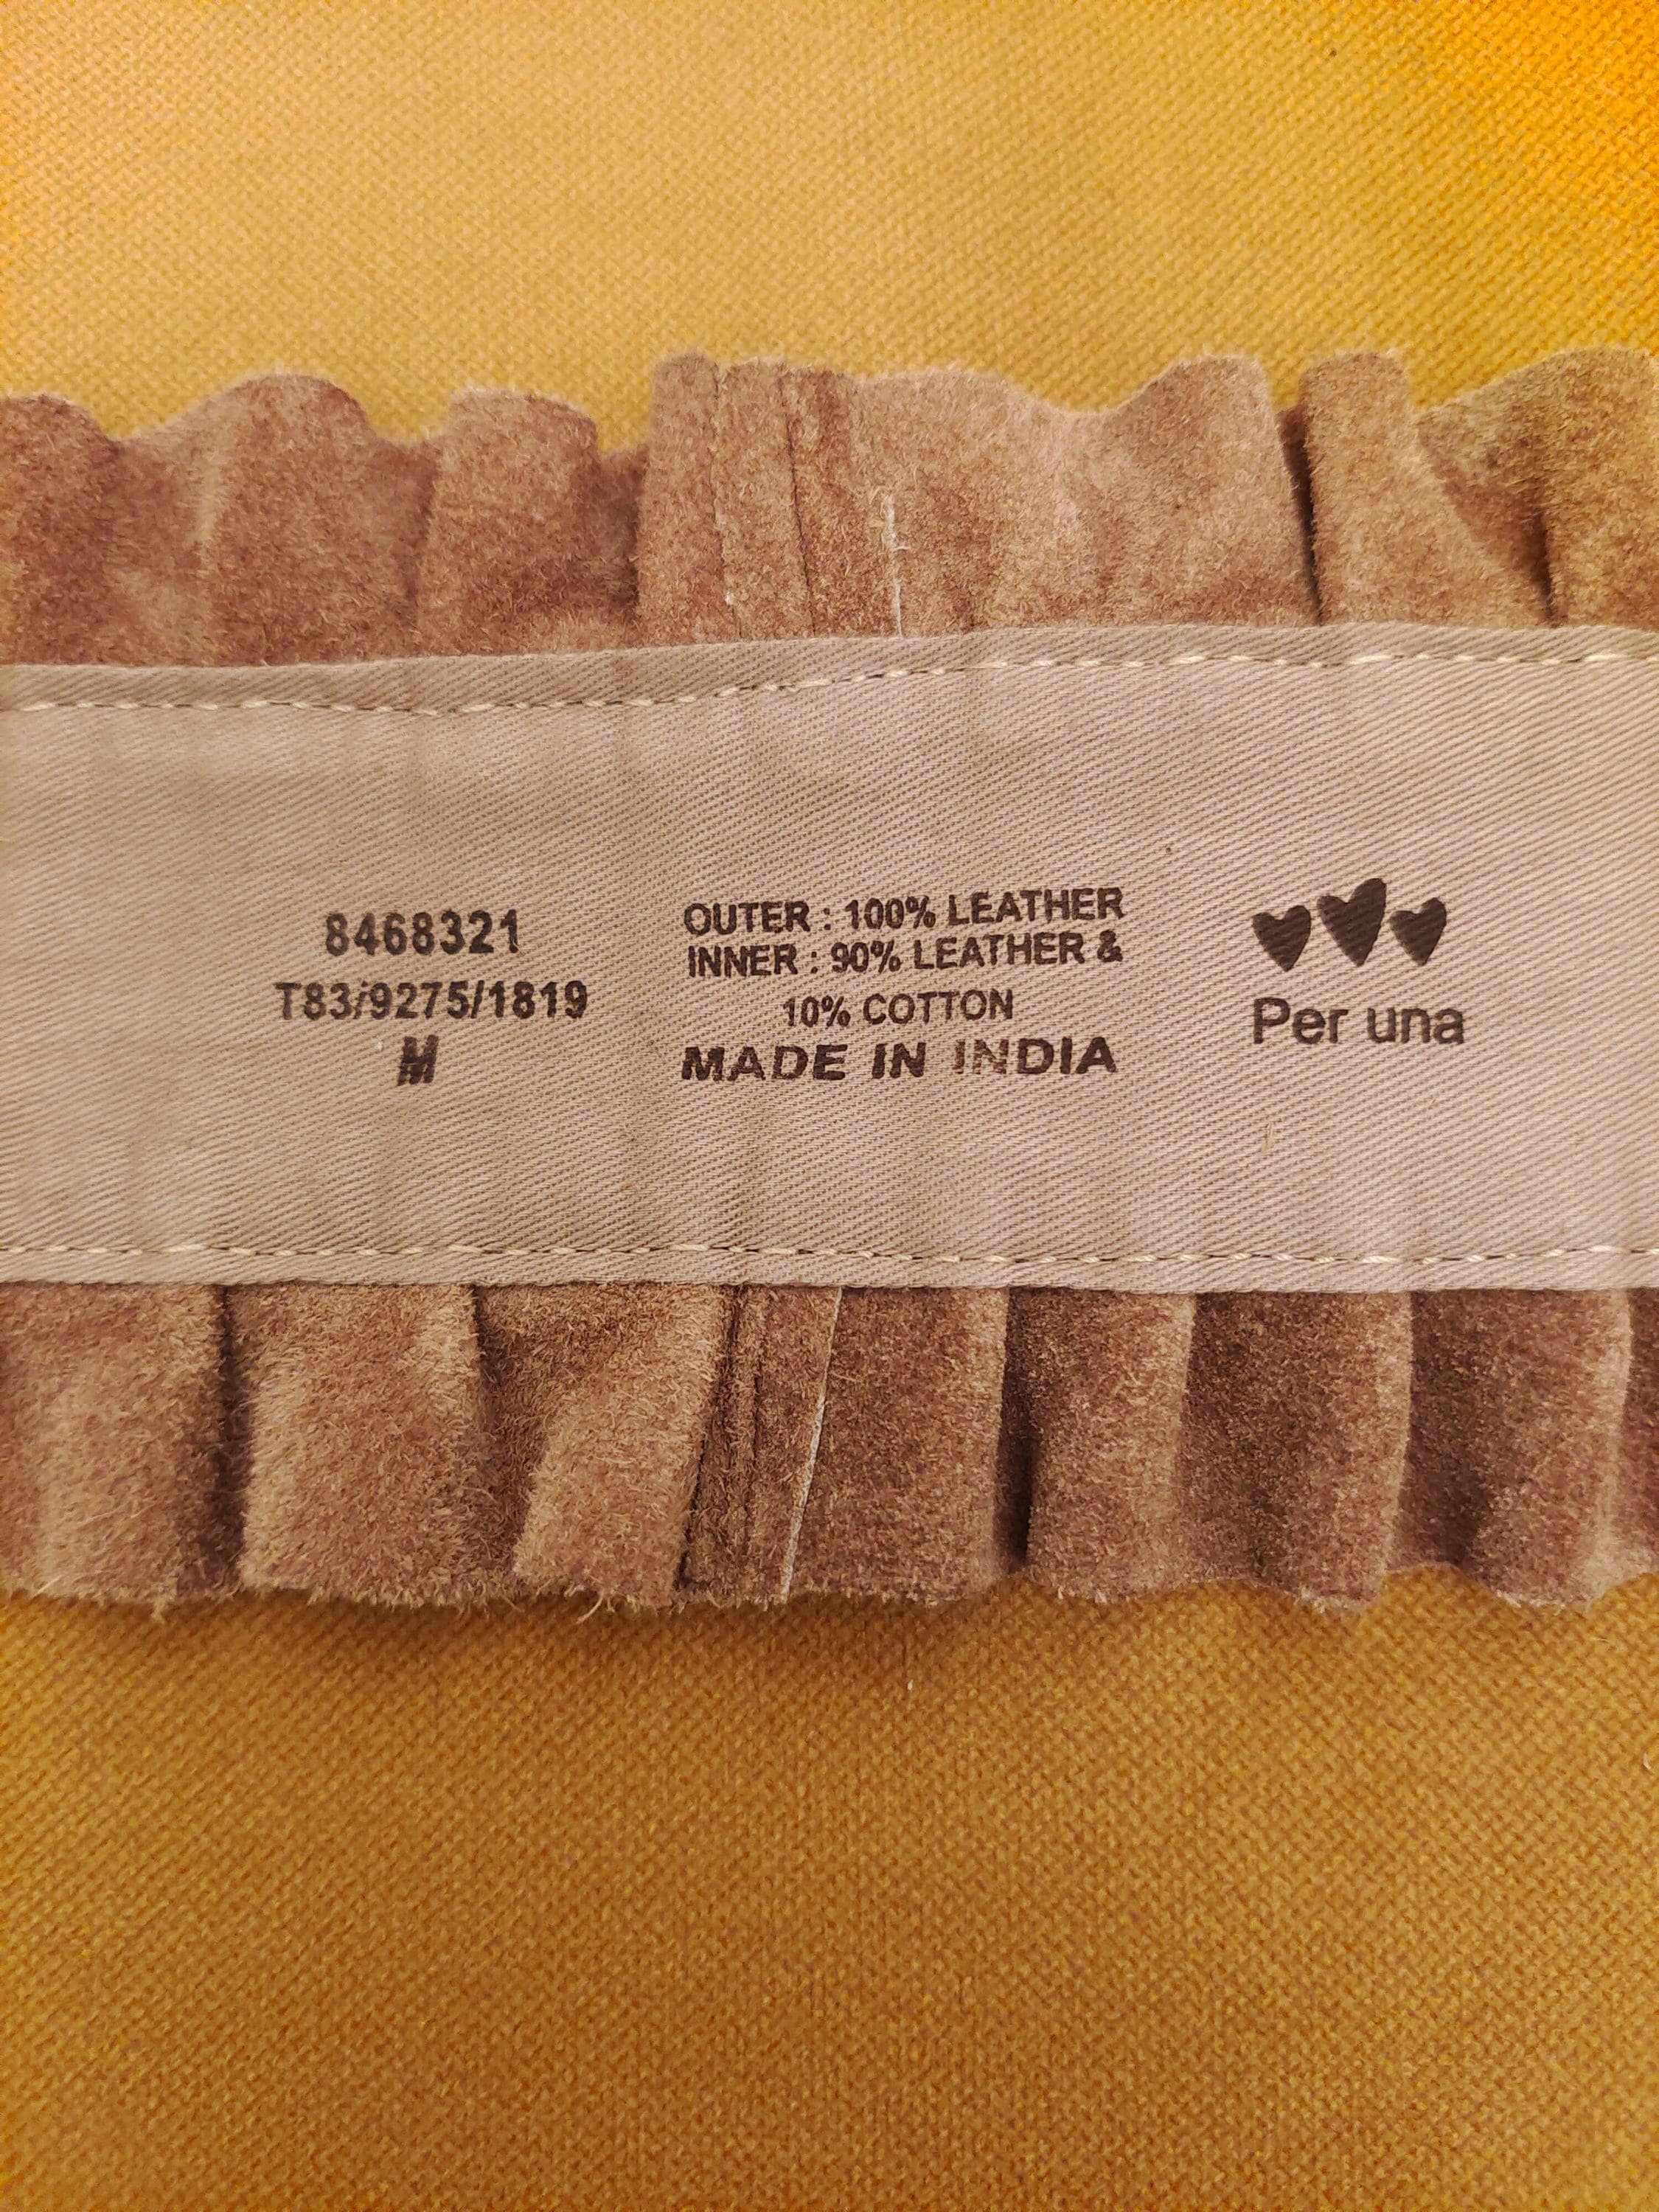 8468321
T83/9275/1819
M
OUTER : 100% LEATHER
INNER : 90% LEATHER &
10% COTTON
MADE IN INDIA
Per una